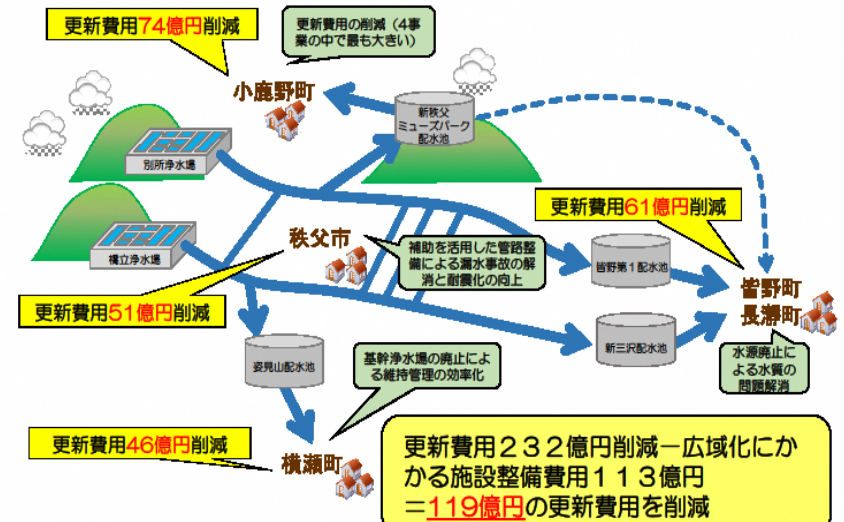 更新費用74億円削減
更新費用の削減(4事
業の中で最も大きい)
小鹿野町
新秩父
ミューズパーク
配水池
別所浄水場
更新費用61億円削減
秩父市
補助を活用した管路整
備による漏水事故の解
消と耐震化の向上
橋立浄水場
皆野第1配水池
皆野町
長瀞町
更新費用51億円削減
新三沢配水池
水源廃止に
よる水質の
問題解消
姿見山配水池
基幹浄水場の廃止によ
る維持管理の効率化
更新費用46億円削減
横瀬町
更新費用232億円削減-広域化にか
かる施設整備費用113億円
=119億円の更新費用を削減